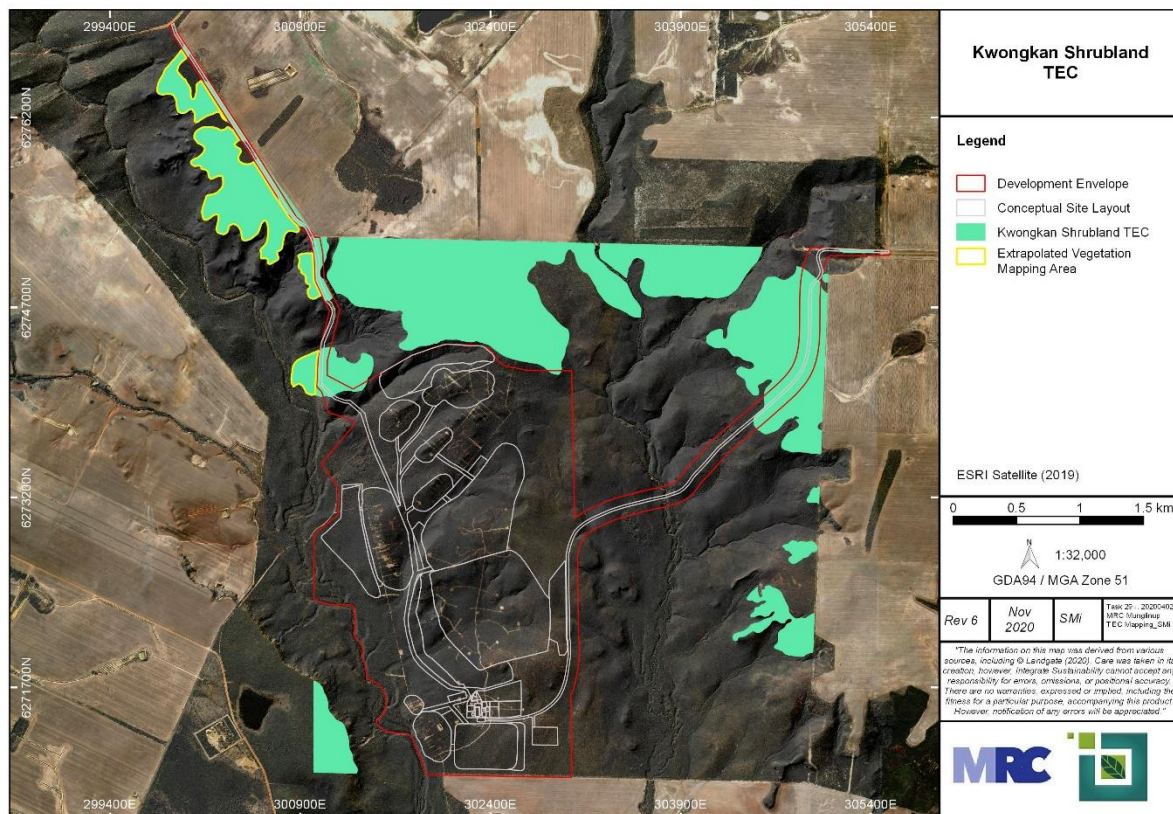 299400E 300900E 302400E 303900E 305400E
6276200N
6274700N
6273200N
6271700N
299400E 300900E 302400E 303900E 305400E
Kwongkan Shrubland
TEC
Legend
Development Envelope
Conceptual Site Layout
Kwongkan Shrubland TEC
Extrapolated Vegetation
Mapping Area
ESRI Satellite (2019)
0 0.5 1 1.5 km
N
1:32,000
GDA94 / MGA Zone 51
Rev 6
Nov
2020
SMi
Task 29 20200402
MRC Munglinup
TEC Mapping_SMi
"The information on this map was derived from various
sources, including © Landgate (2020). Care was taken in its
creation, however, Integrate Sustainability cannot accept any
responsibility for errors, omissions, or positional accuracy.
There are no warranties, expressed or implied, including the
fitness for a particular purpose, accompanying this product.
However, notification of any errors will be appreciated."
MRC